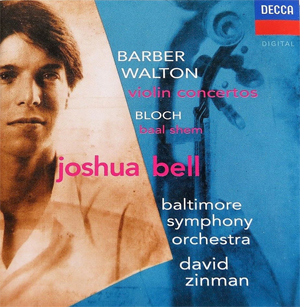 DECCA
DIGITAL
BARBER
WALTON
violin concertos
BLOCH
baal shem
joshua bell
baltimore
symphony
orchestra
david
zinman